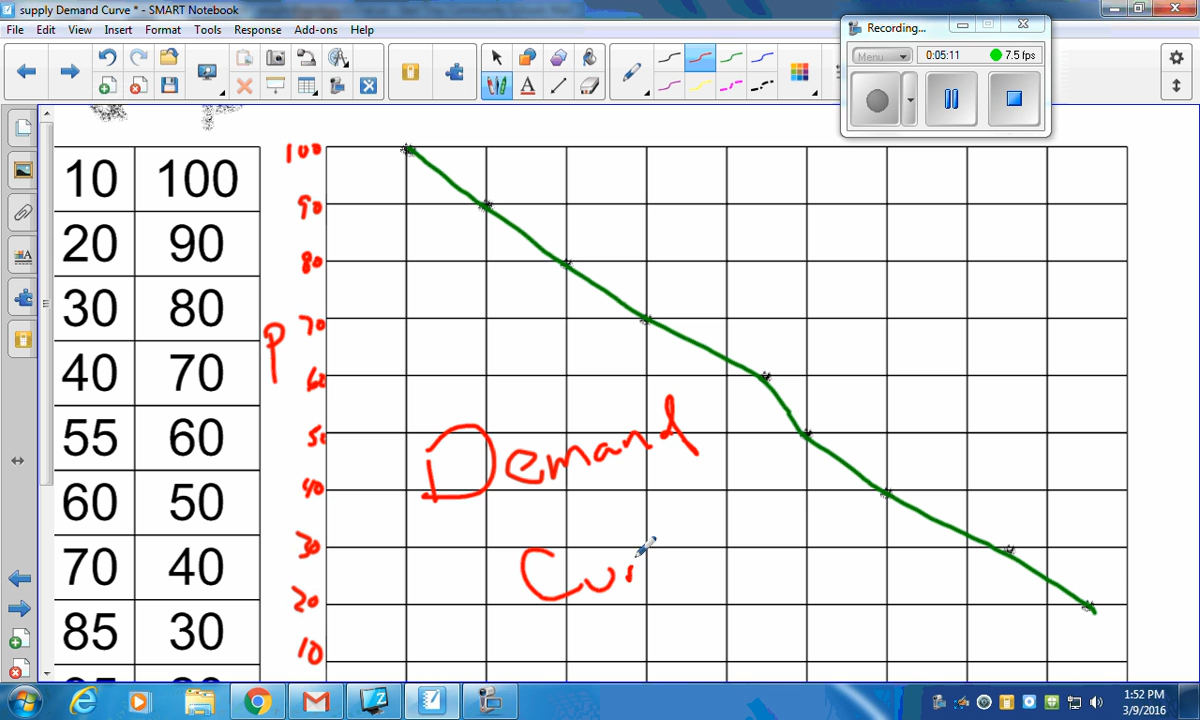 supply Demand Curve * - SMART Notebook
File Edit View Insert Format Tools Response Add-ons Help
Recording...
Menu 0:05:11 7.5 fps
10 100
20 90
30 80
40 70
55 60
60 50
70 40
85 30
100
90
80
70
60
50
40
30
20
10
P
Demand
Cur
1:52 PM
3/9/2016